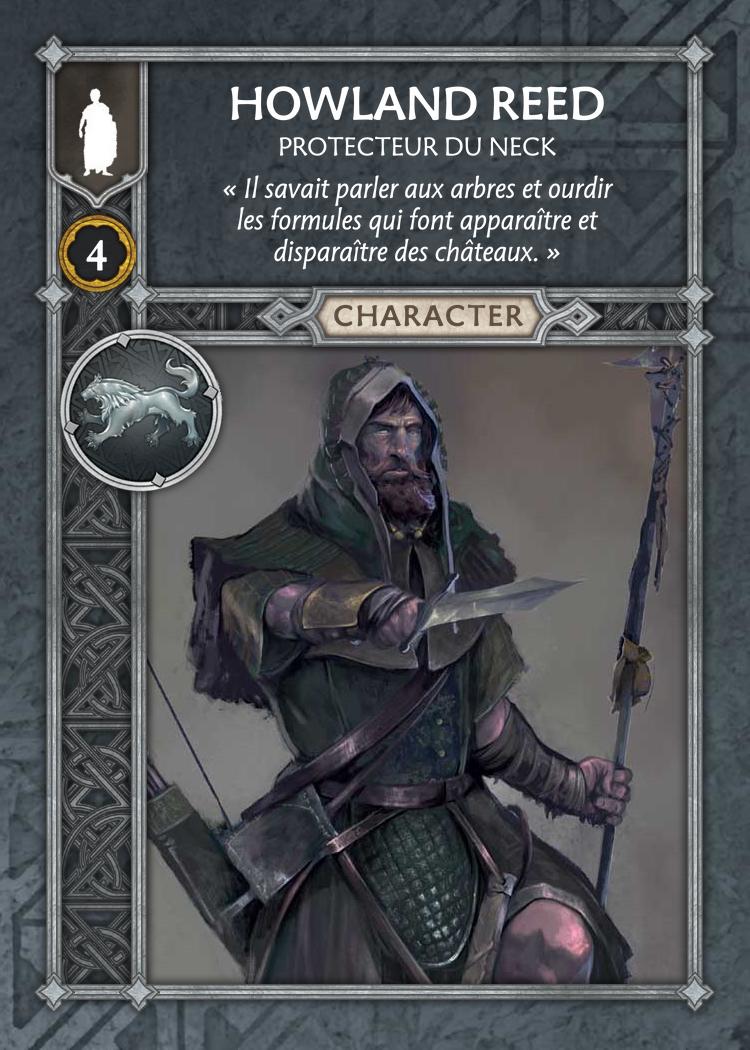 HOWLAND REED
PROTECTEUR DU NECK
« Il savait parler aux arbres et ourdir
les formules qui font apparaître et
disparaître des châteaux. »
4
CHARACTER